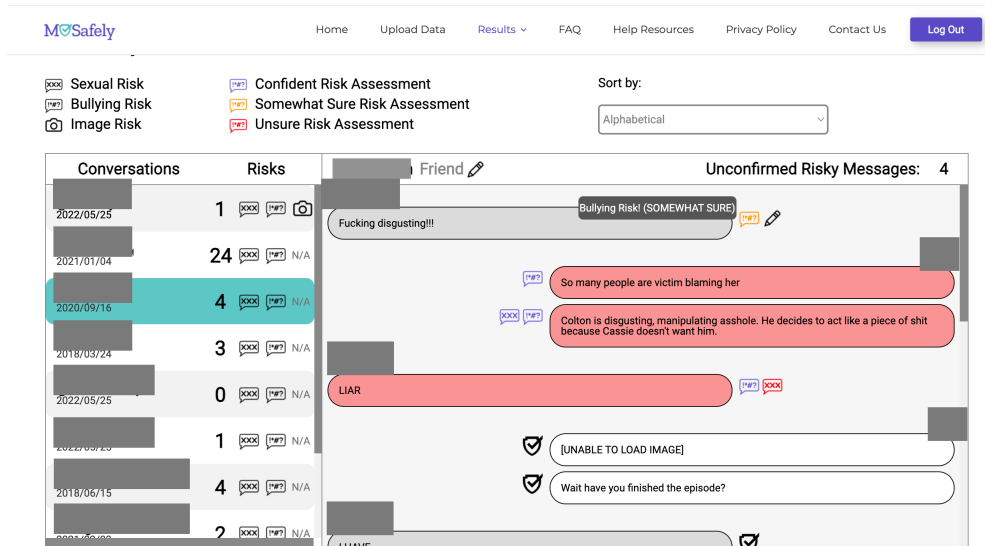 MOSafely
Home Upload Data Results FAQ Help Resources Privacy Policy Contact Us Log Out
XXX Sexual Risk !*#? Confident Risk Assessment Sort by:
!*#? Bullying Risk !*#? Somewhat Sure Risk Assessment
Image Risk !*#? Unsure Risk Assessment
Alphabetical
Conversations Risks
Friend Unconfirmed Risky Messages: 4
2022/05/25 1 XXX !*#?
2021/01/04 24 XXX !*#? N/A
2020/09/16 4 XXX !*#? N/A
2018/03/24 3 XXX !*#? N/A
2022/05/25 0 XXX !*#? N/A
1 XXX !*#? N/A
2018/06/15 4 XXX !*#? N/A
2 XXX !*#? N/A
Bullying Risk! (SOMEWHAT SURE)
Fucking disgusting!!! !*#?
!*#? So many people are victim blaming her
XXX !*#? Colton is disgusting, manipulating asshole. He decides to act like a piece of shit
because Cassie doesn't want him.
LIAR !*#? XXX
[UNABLE TO LOAD IMAGE]
Wait have you finished the episode?
I HAVE